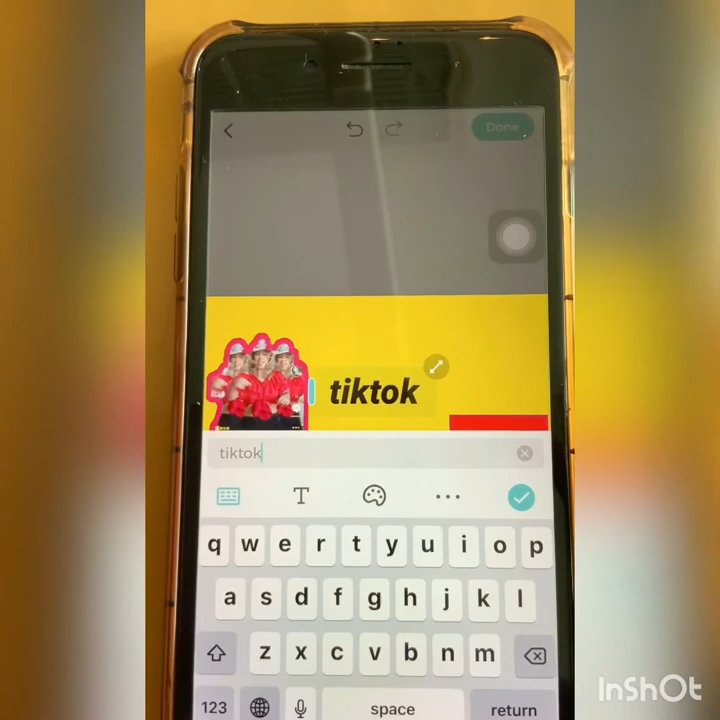 Done
tiktok
tiktok
T
q w e r t y u i o p
a s d f g h j k l
z x c v b n m
123 space return
InShOt